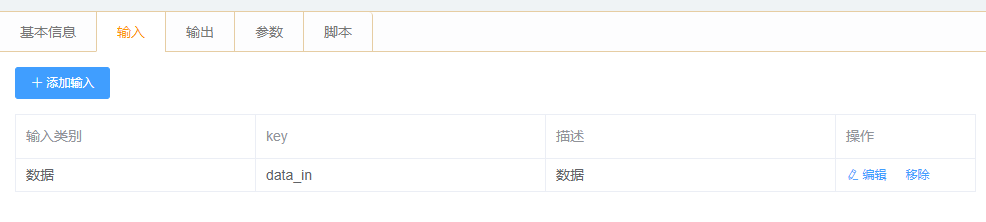 基本信息 输入 输出 参数 脚本
+ 添加输入
输入类别 key 描述 操作
数据 data_in 数据 编辑 移除